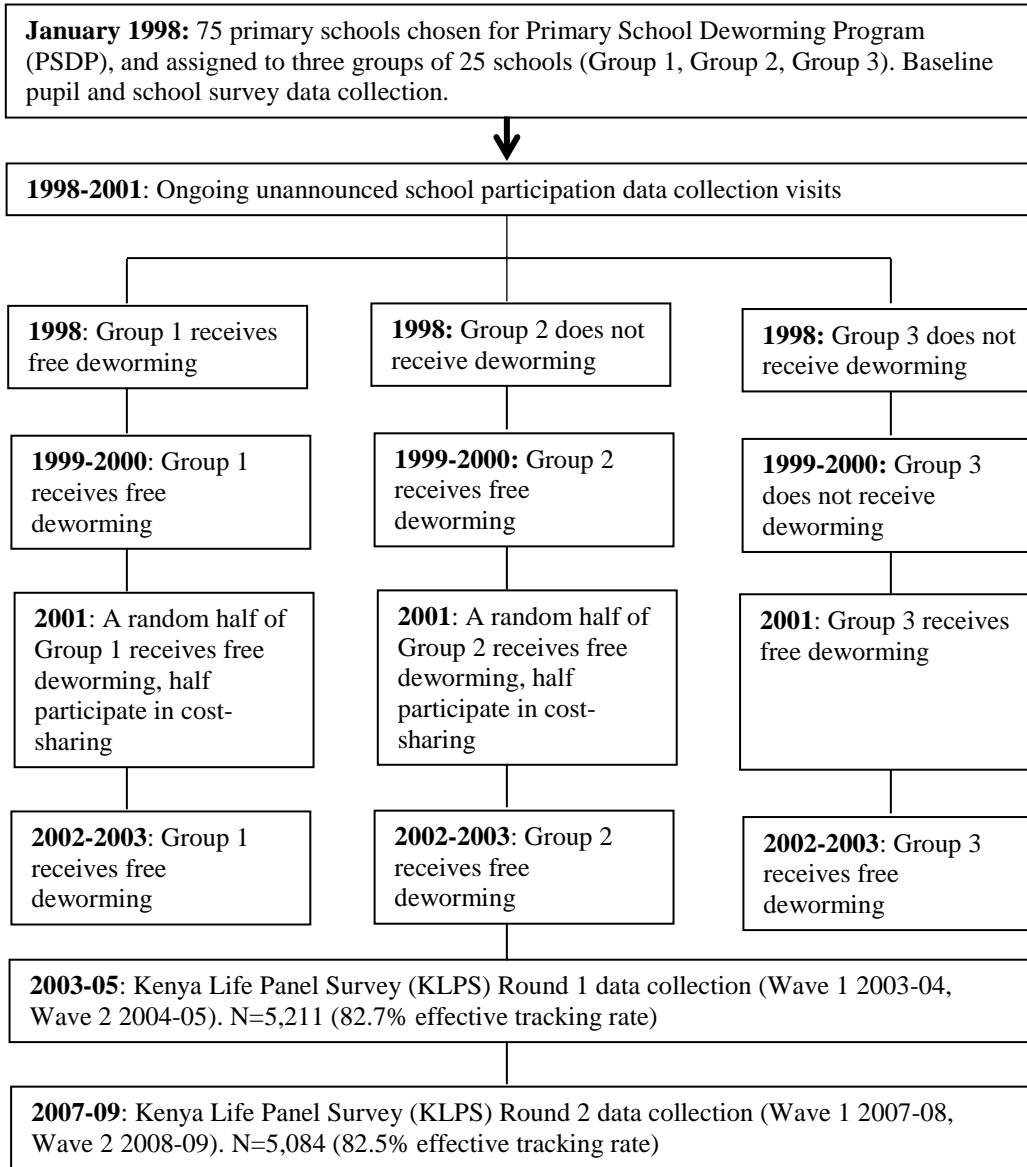 January 1998: 75 primary schools chosen for Primary School Deworming Program
(PSDP), and assigned to three groups of 25 schools (Group 1, Group 2, Group 3). Baseline
pupil and school survey data collection.
1998-2001: Ongoing unannounced school participation data collection visits
1998: Group 1 receives
free deworming
1998: Group 2 does not
receive deworming
1998: Group 3 does not
receive deworming
1999-2000: Group 1
receives free
deworming
1999-2000: Group 2
receives free
deworming
1999-2000: Group 3
does not receive
deworming
2001: A random half of
Group 1 receives free
deworming, half
participate in cost-
sharing
2001: A random half of
Group 2 receives free
deworming, half
participate in cost-
sharing
2001: Group 3 receives
free deworming
2002-2003: Group 1
receives free
deworming
2002-2003: Group 2
receives free
deworming
2002-2003: Group 3
receives free
deworming
2003-05: Kenya Life Panel Survey (KLPS) Round 1 data collection (Wave 1 2003-04,
Wave 2 2004-05). N=5,211 (82.7% effective tracking rate)
2007-09: Kenya Life Panel Survey (KLPS) Round 2 data collection (Wave 1 2007-08,
Wave 2 2008-09). N=5,084 (82.5% effective tracking rate)